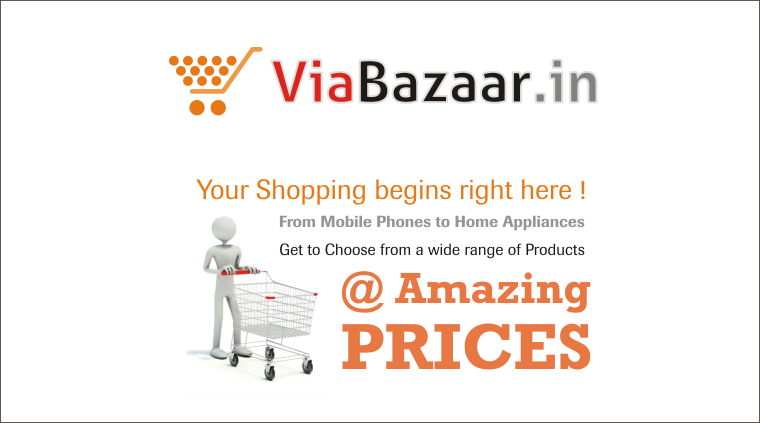 ViaBazaar.in
Your Shopping begins right here !
From Mobile Phones to Home Appliances
Get to Choose from a wide range of Products
@ Amazing
PRICES